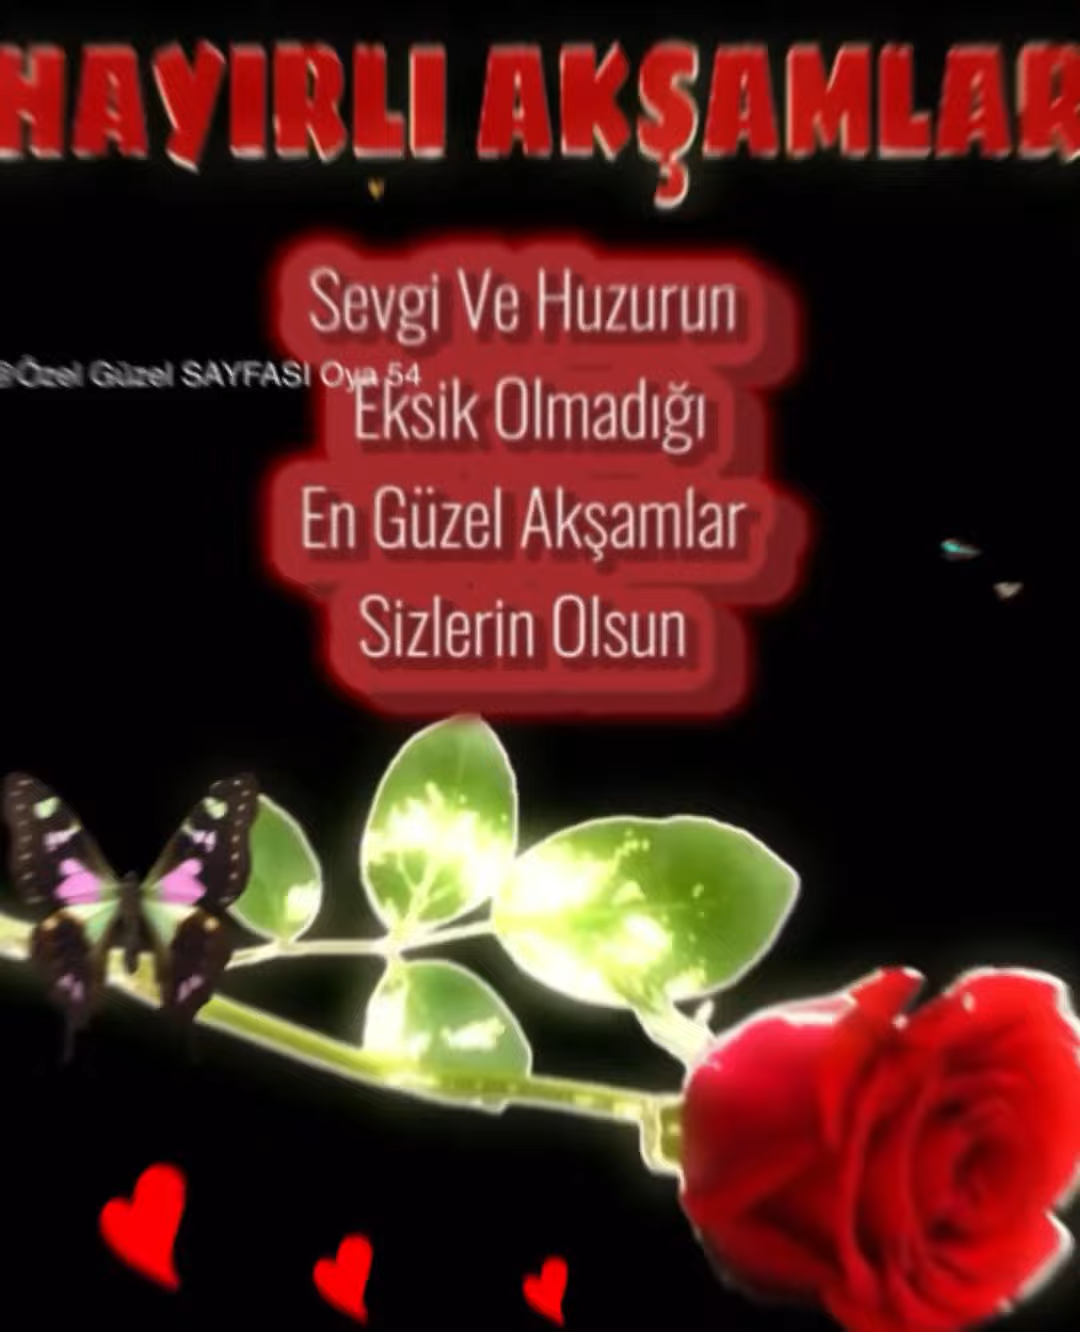 HAYIRLI AKŞAMLAR
Sevgi Ve Huzurun
@Özel Güzel SAYFASI Oya 54
Eksik Olmadığı
En Güzel Akşamlar
Sizlerin Olsun